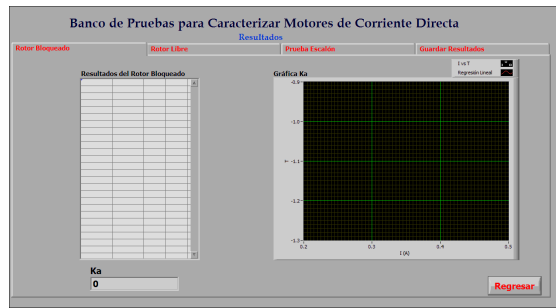 Banco de Pruebas para Caracterizar Motores de Corriente Directa
Resultados
Rotor Bloqueado
Rotor Libre
Prueba Escalón
Guardar Resultados
Resultados del Rotor Bloqueado
Gráfica Ka
I vs T
Regresión Lineal
-0.9
-1.0
-1.1
-1.2
-1.3
T
0.2
0.3
0.4
0.5
I (A)
Ka
0
Regresar